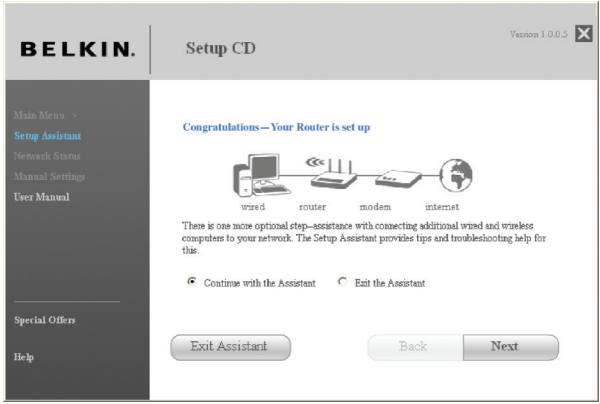 BELKIN.
Setup CD
Version 1.0.0.5
Main Menu >
Setup Assistant
Network Status
Manual Settings
User Manual
Special Offers
Help
Congratulations—Your Router is set up
wired router modem internet
There is one more optional step–assistance with connecting additional wired and wireless
computers to your network. The Setup Assistant provides tips and troubleshooting help for
this.
Continue with the Assistant Exit the Assistant
Exit Assistant Back Next